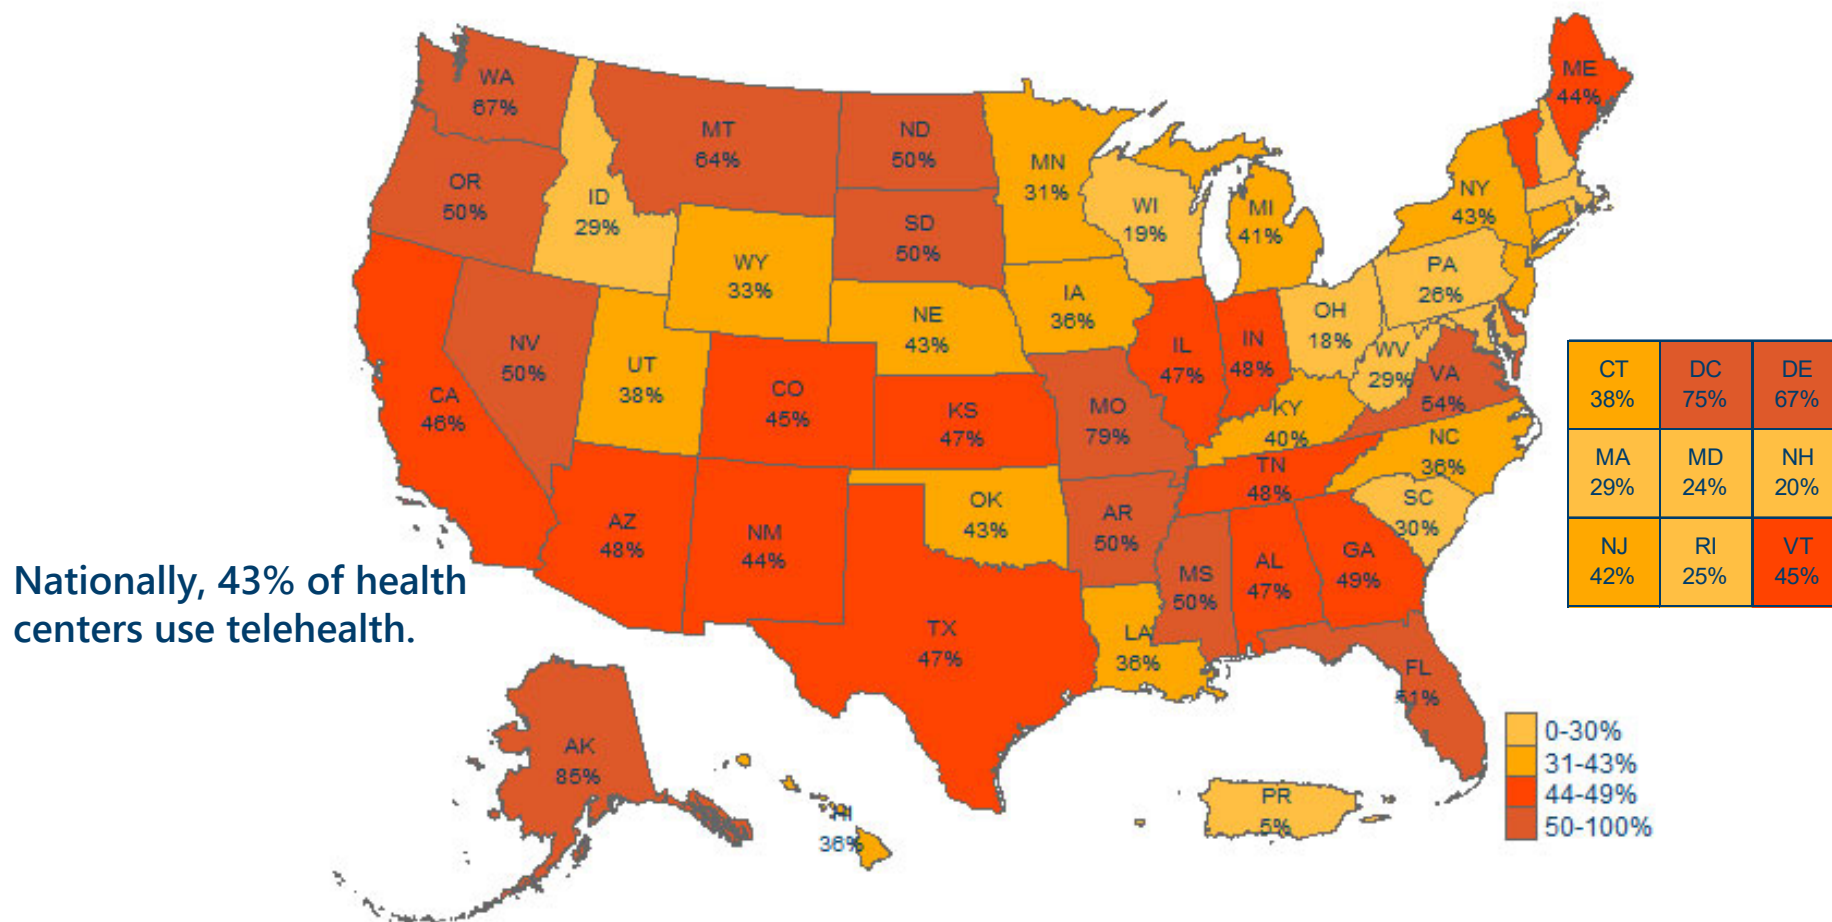 WA
67%
MT
64%
ND
50%
MN
31%
ME
44%
OR
50%
ID
29%
SD
50%
WI
19%
MI
41%
NY
43%
WY
33%
IA
36%
PA
26%
NV
50%
UT
38%
NE
43%
IL
47%
IN
48%
OH
18%
WV
29%
VA
54%
CA
46%
CO
45%
KS
47%
MO
79%
KY
40%
NC
36%
TN
48%
SC
30%
AZ
48%
NM
44%
OK
43%
AR
50%
MS
50%
AL
47%
GA
49%
TX
47%
LA
36%
FL
51%
AK
85%
HI
36%
PR
5%
CT
38%
DC
75%
DE
67%
MA
29%
MD
24%
NH
20%
NJ
42%
RI
25%
VT
45%
Nationally, 43% of health
centers use telehealth.
0-30%
31-43%
44-49%
50-100%